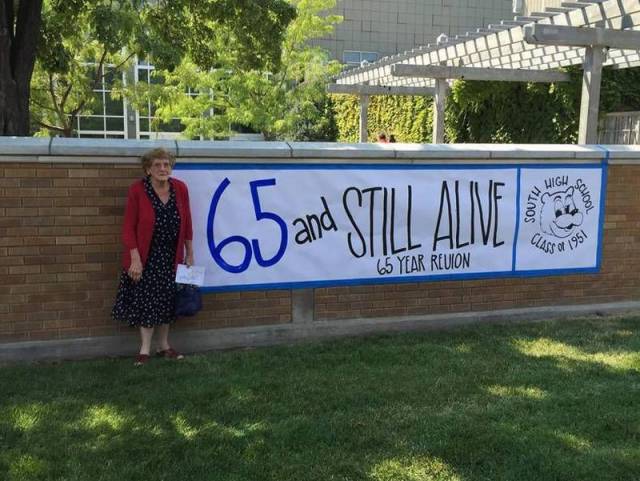 65 and STILL ALIVE
65 YEAR REUION
SOUTH HIGH SCHOOL
CLASS OF 1951